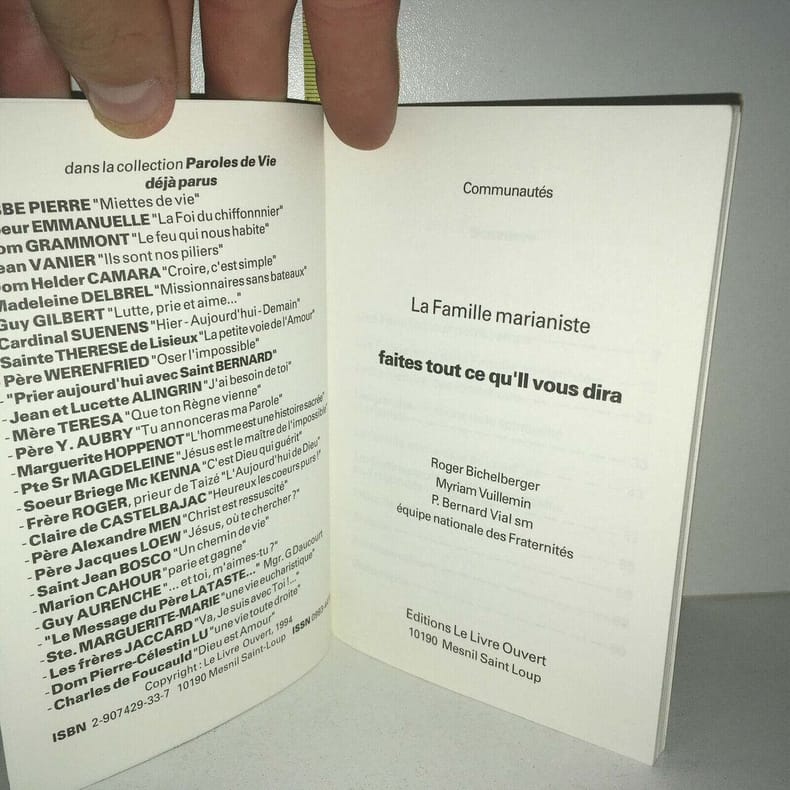 dans la collection Paroles de Vie
déjà parus
BE PIERRE "Miettes de vie"
eur EMMANUELLE "La Foi du chiffonnnier"
om GRAMMONT "Le feu qui nous habite"
ean VANIER "Ils sont nos piliers"
om Helder CAMARA "Croire, c'est simple"
Madeleine DELBREL "Missionnaires sans bateaux"
Guy GILBERT "Lutte, prie et aime..."
Cardinal SUENENS "Hier - Aujourd'hui - Demain"
Sainte THERESE de Lisieux "La petite voie de l'Amour"
- Père WERENFRIED "Oser l'impossible"
- "Prier aujourd'hui avec Saint BERNARD"
- Jean et Lucette ALINGRIN "J'ai besoin de toi"
- Mère TERESA "Que ton Règne vienne"
- Père Y. AUBRY "Tu annonceras ma Parole"
- Marguerite HOPPENOT "L'homme est une histoire sacrée"
- Pte Sr MAGDELEINE "Jésus est le maître de l'impossible"
- Soeur Briege Mc KENNA "C'est Dieu qui guérit"
- Frère ROGER, prieur de Taizé "L'Aujourd'hui de Dieu"
- Claire de CASTELBAJAC "Heureux les coeurs purs !"
- Père Alexandre MEN "Christ est ressuscité"
- Père Jacques LOEW "Jésus, où te chercher ?"
- Saint Jean BOSCO "Un chemin de vie"
- Marion CAHOUR "parie et gagne"
- Guy AURENCHE "... et toi, m'aimes-tu ?"
- "Le Message du Père LATASTE..." Mgr. G Daucourt
- Ste. MARGUERITE-MARIE "une vie eucharistique"
- Les frères JACCARD "Va, Je suis avec Toi !..."
- Dom Pierre-Célestin LU "une vie toute droite"
- Charles de Foucauld "Dieu est Amour"
Copyright : Le Livre Ouvert, 1994 ISSN
ISBN 2-907429-33-7 10190 Mesnil Saint-Loup
Communautés
La Famille marianiste
faites tout ce qu'Il vous dira
Roger Bichelberger
Myriam Vuillemin
P. Bernard Vial sm
équipe nationale des Fraternités
Editions Le Livre Ouvert
10190 Mesnil Saint Loup